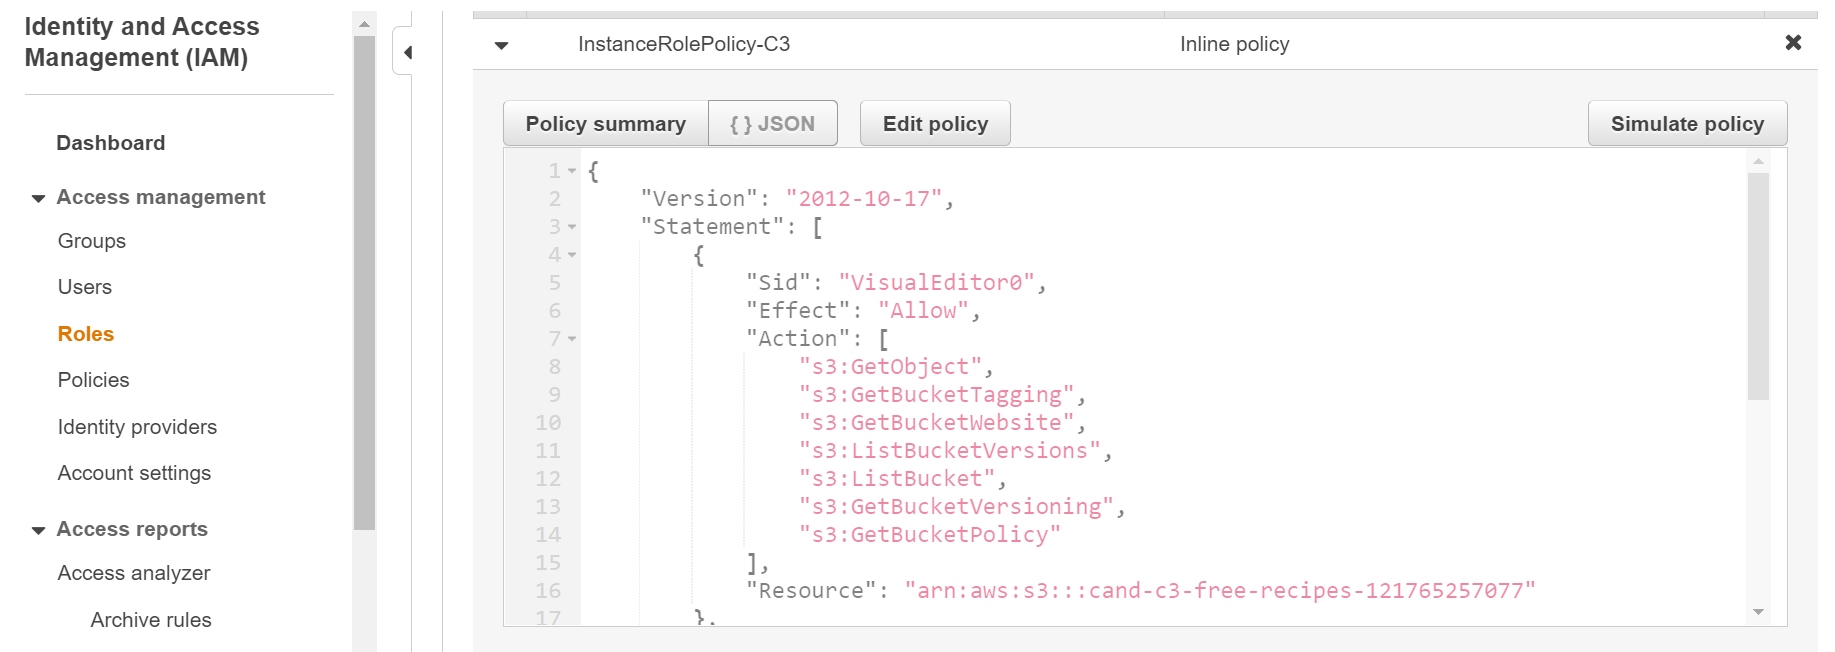 Identity and Access
Management (IAM)
Dashboard
Access management
Groups
Users
Roles
Policies
Identity providers
Account settings
Access reports
Access analyzer
Archive rules
InstanceRolePolicy-C3 Inline policy
Policy summary { } JSON Edit policy Simulate policy
1 {
2 "Version": "2012-10-17",
3 "Statement": [
4 {
5 "Sid": "VisualEditor0",
6 "Effect": "Allow",
7 "Action": [
8 "s3:GetObject",
9 "s3:GetBucketTagging",
10 "s3:GetBucketWebsite",
11 "s3:ListBucketVersions",
12 "s3:ListBucket",
13 "s3:GetBucketVersioning",
14 "s3:GetBucketPolicy"
15 ],
16 "Resource": "arn:aws:s3:::cand-c3-free-recipes-121765257077"
17 },